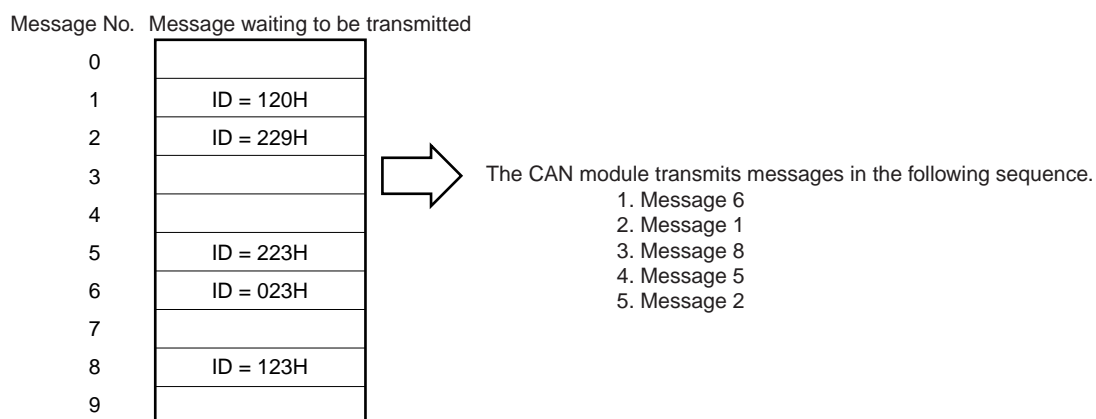 Message No. Message waiting to be transmitted
0
1 ID = 120H
2 ID = 229H
3
4
5 ID = 223H
6 ID = 023H
7
8 ID = 123H
9
The CAN module transmits messages in the following sequence.
1. Message 6
2. Message 1
3. Message 8
4. Message 5
5. Message 2